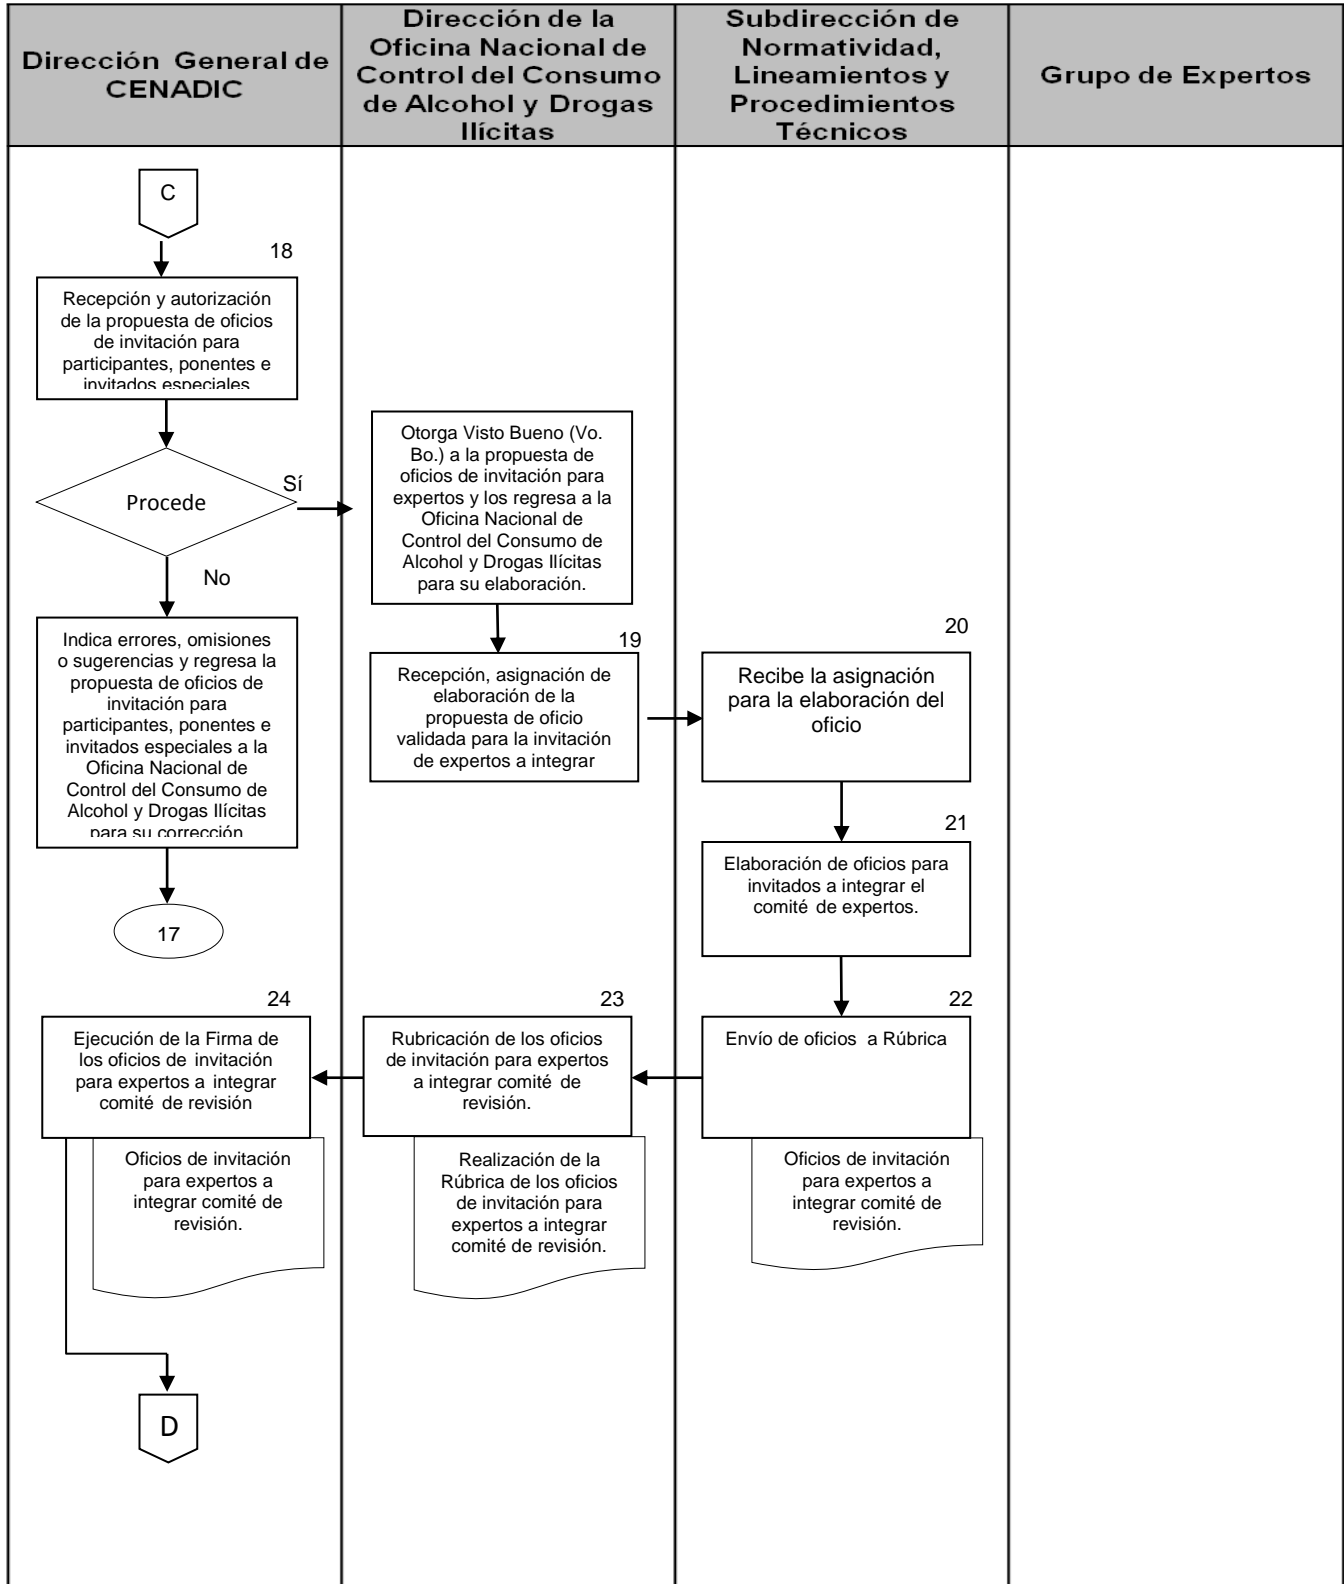 Dirección General de
CENADIC
Dirección de la
Oficina Nacional de
Control del Consumo
de Alcohol y Drogas
Ilícitas
Subdirección de
Normatividad,
Lineamientos y
Procedimientos
Técnicos
Grupo de Expertos
C
18
Recepción y autorización
de la propuesta de oficios
de invitación para
participantes, ponentes e
invitados especiales
Procede
Sí
No
Otorga Visto Bueno (Vo.
Bo.) a la propuesta de
oficios de invitación para
expertos y los regresa a la
Oficina Nacional de
Control del Consumo de
Alcohol y Drogas Ilícitas
para su elaboración.
Indica errores, omisiones
o sugerencias y regresa la
propuesta de oficios de
invitación para
participantes, ponentes e
invitados especiales a la
Oficina Nacional de
Control del Consumo de
Alcohol y Drogas Ilícitas
para su corrección
17
19
Recepción, asignación de
elaboración de la
propuesta de oficio
validada para la invitación
de expertos a integrar
20
Recibe la asignación
para la elaboración del
oficio
21
Elaboración de oficios para
invitados a integrar el
comité de expertos.
22
Envío de oficios a Rúbrica
Oficios de invitación
para expertos a
integrar comité de
revisión.
23
Rubricación de los oficios
de invitación para expertos
a integrar comité de
revisión.
Realización de la
Rúbrica de los oficios
de invitación para
expertos a integrar
comité de revisión.
24
Ejecución de la Firma de
los oficios de invitación
para expertos a integrar
comité de revisión
Oficios de invitación
para expertos a
integrar comité de
revisión.
D